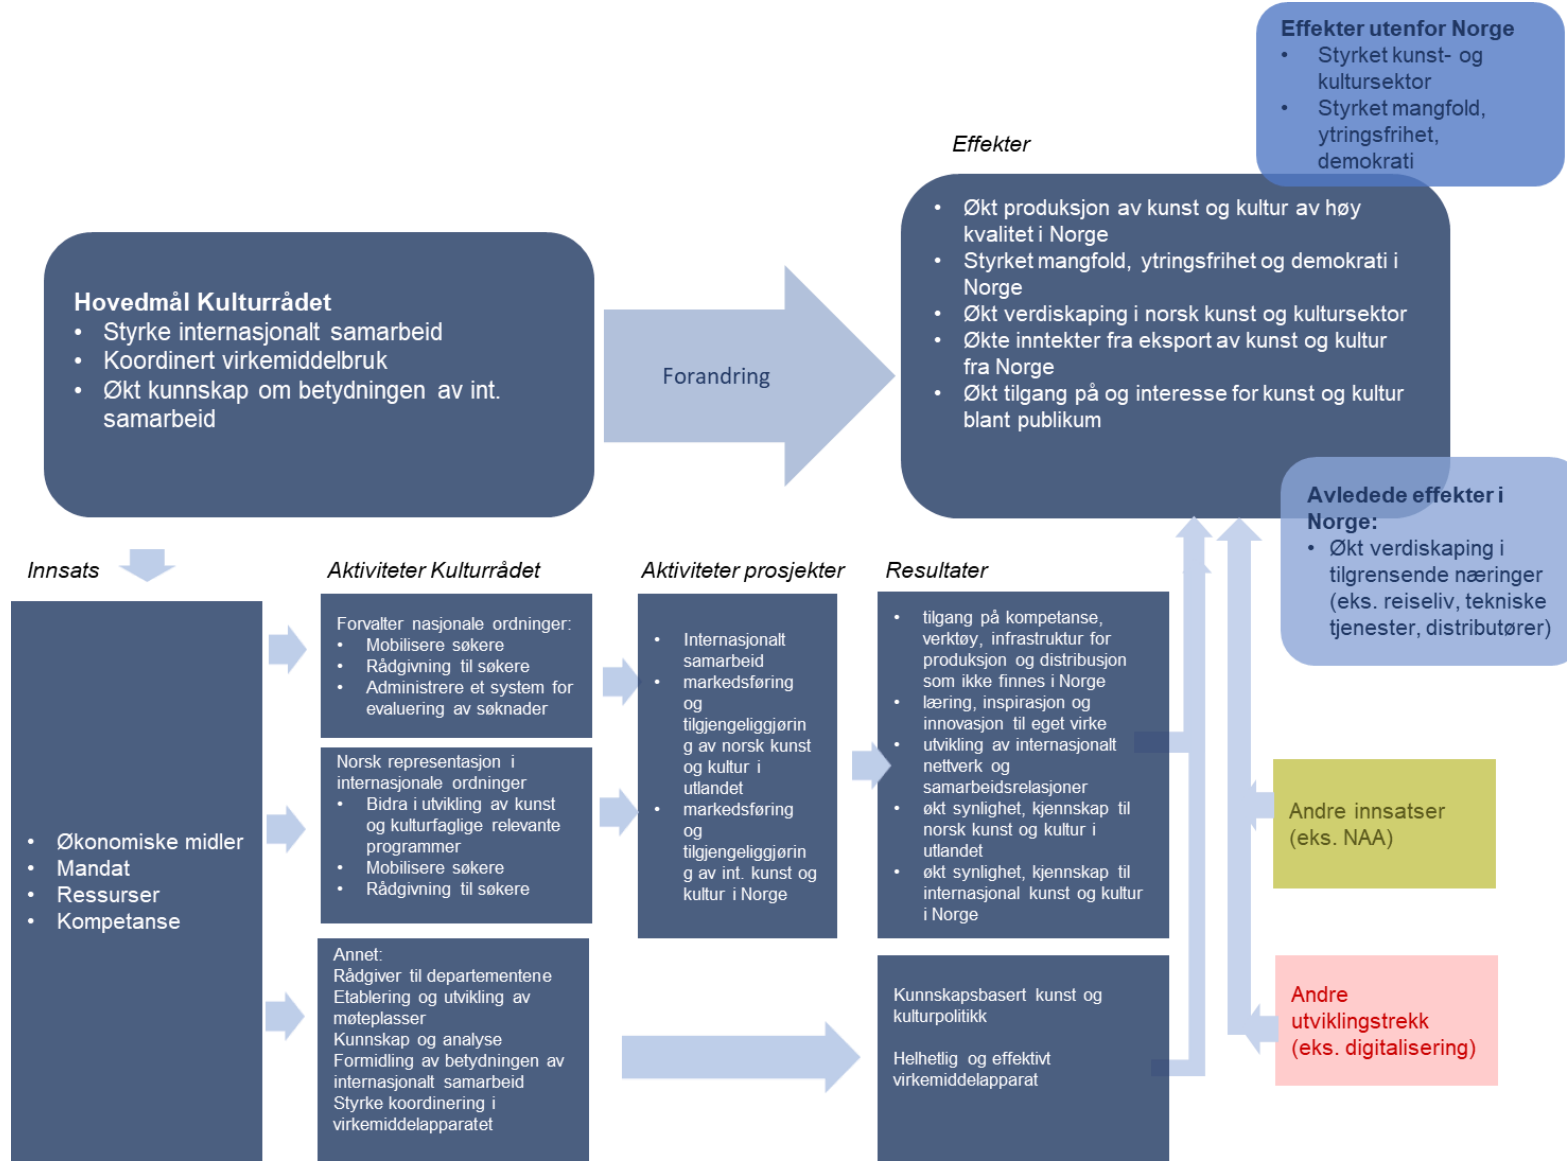 Effekter utenfor Norge
• Styrket kunst- og
kultursektor
• Styrket mangfold,
ytringsfrihet,
demokrati
Effekter
• Økt produksjon av kunst og kultur av høy
kvalitet i Norge
• Styrket mangfold, ytringsfrihet og demokrati i
Norge
• Økt verdiskaping i norsk kunst og kultursektor
• Økte inntekter fra eksport av kunst og kultur
fra Norge
• Økt tilgang på og interesse for kunst og kultur
blant publikum
Hovedmål Kulturrådet
• Styrke internasjonalt samarbeid
• Koordinert virkemiddelbruk
• Økt kunnskap om betydningen av int.
samarbeid
Forandring
Avledede effekter i
Norge:
• Økt verdiskaping i
tilgrensende næringer
(eks. reiseliv, tekniske
tjenester, distributører)
Innsats
• Økonomiske midler
• Mandat
• Ressurser
• Kompetanse
Aktiviteter Kulturrådet
Forvalter nasjonale ordninger:
• Mobilisere søkere
• Rådgivning til søkere
• Administrere et system for
evaluering av søknader
Norsk representasjon i
internasjonale ordninger
• Bidra i utvikling av kunst
og kulturfaglige relevante
programmer
• Mobilisere søkere
• Rådgivning til søkere
Annet:
Rådgiver til departementene
Etablering og utvikling av
møteplasser
Kunnskap og analyse
Formidling av betydningen av
internasjonalt samarbeid
Styrke koordinering i
virkemiddelapparatet
Aktiviteter prosjekter
• Internasjonalt
samarbeid
• markedsføring
og
tilgjengeliggjørin
g av norsk kunst
og kultur i
utlandet
• markedsføring
og
tilgjengeliggjørin
g av int. kunst og
kultur i Norge
Resultater
• tilgang på kompetanse,
verktøy, infrastruktur for
produksjon og distribusjon
som ikke finnes i Norge
• læring, inspirasjon og
innovasjon til eget virke
• utvikling av internasjonalt
nettverk og
samarbeidsrelasjoner
• økt synlighet, kjennskap til
norsk kunst og kultur i
utlandet
• økt synlighet, kjennskap til
internasjonal kunst og kultur
i Norge
Kunnskapsbasert kunst og
kulturpolitikk
Helhetlig og effektivt
virkemiddelapparat
Andre innsatser
(eks. NAA)
Andre
utviklingstrekk
(eks. digitalisering)